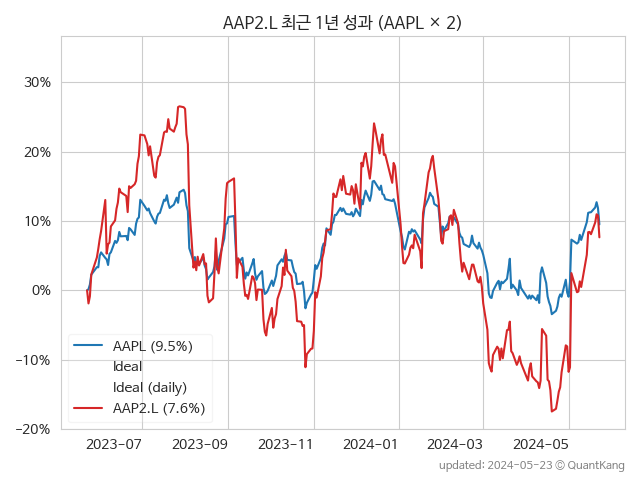 AAP2.L 최근 1년 성과 (AAPL × 2)
30%
20%
10%
0%
−10%
−20%
AAPL (9.5%)
Ideal
Ideal (daily)
AAP2.L (7.6%)
2023−07 2023−09 2023−11 2024−01 2024−03 2024−05
updated: 2024−05−23 ⓒ QuantKang